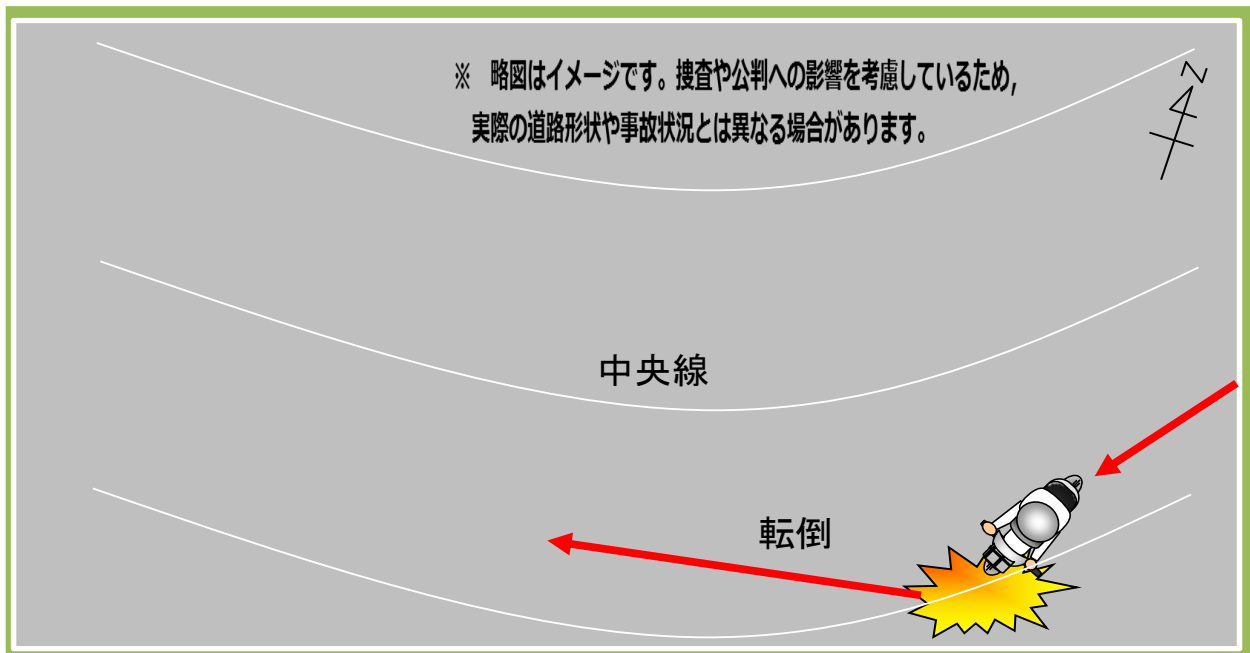 ※　略図はイメージです。捜査や公判への影響を考慮しているため,
実際の道路形状や事故状況とは異なる場合があります。
N
中央線
転倒